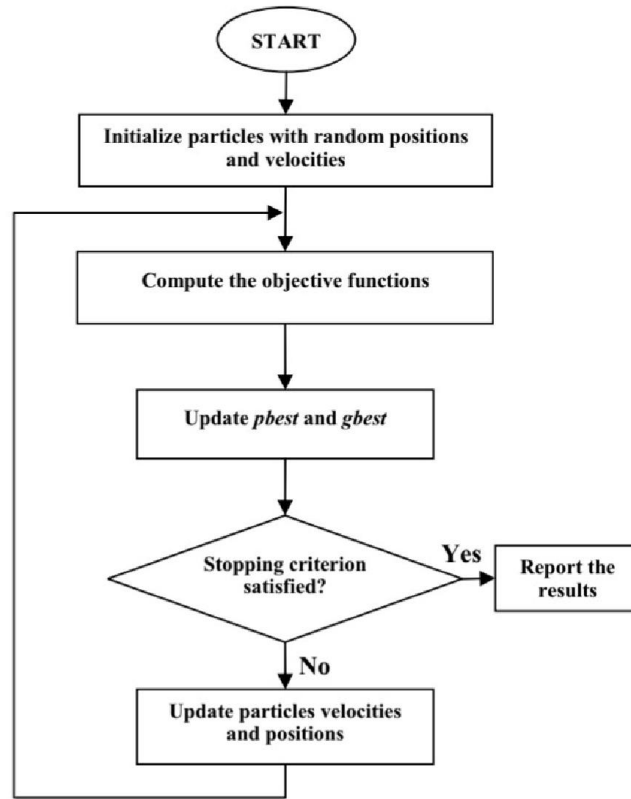 START
Initialize particles with random positions
and velocities
Compute the objective functions
Update pbest and gbest
Stopping criterion
satisfied?
Yes
Report the
results
No
Update particles velocities
and positions